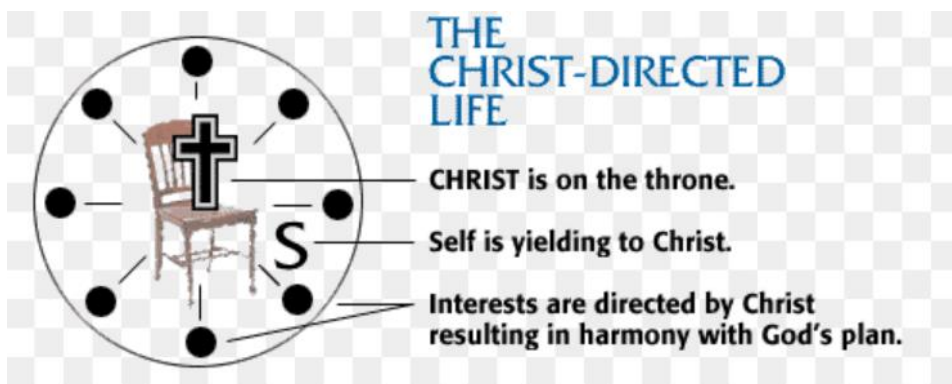 THE
CHRIST-DIRECTED
LIFE
CHRIST is on the throne.
Self is yielding to Christ.
S
Interests are directed by Christ
resulting in harmony with God's plan.